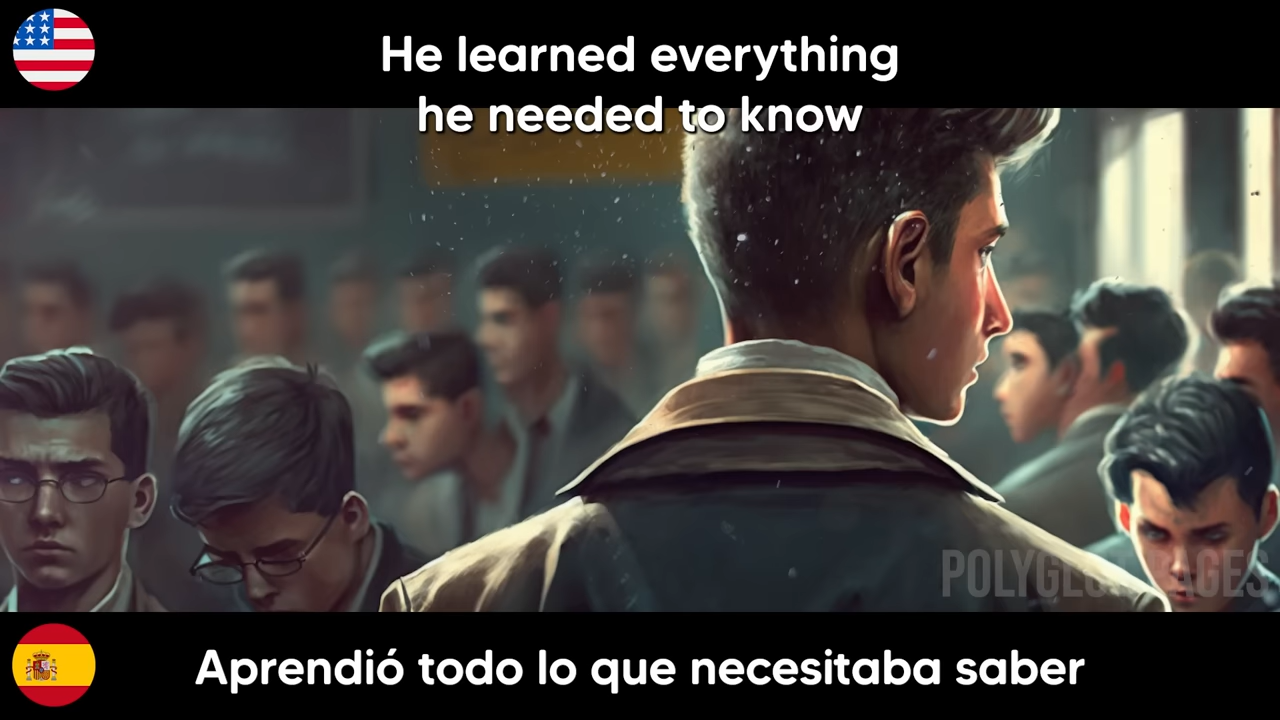 He learned everything
he needed to know
Aprendió todo lo que necesitaba saber